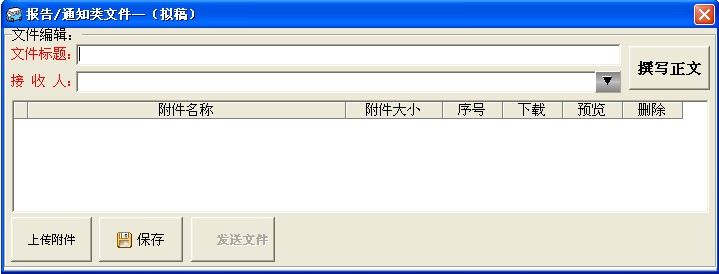 报告/通知类文件—（拟稿）
文件编辑：
文件标题：
撰写正文
接 收 人：
附件名称 附件大小 序号 下载 预览 删除
上传附件 保存 发送文件